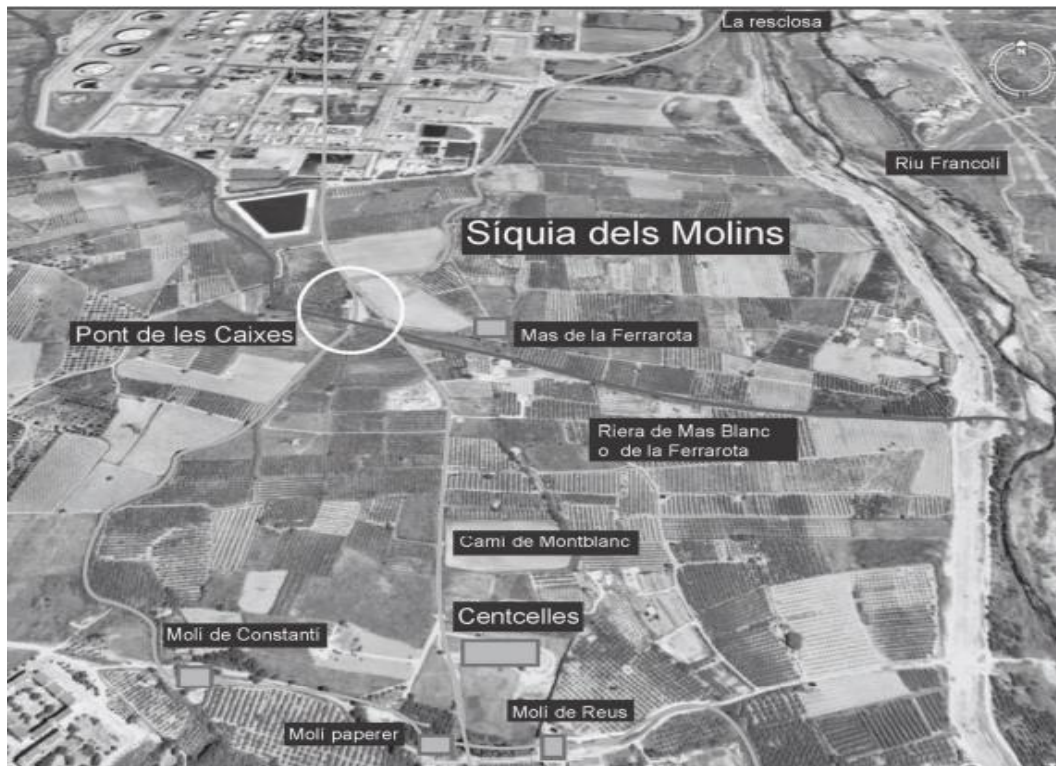 La resclosa
N
Riu Francolí
Síquia dels Molins
Pont de les Caixes
Mas de la Ferrarota
Riera de Mas Blanc
o de la Ferrarota
Cami de Montblanc
Centcelles
Molí de Constantí
Molí de Reus
Molí paperer